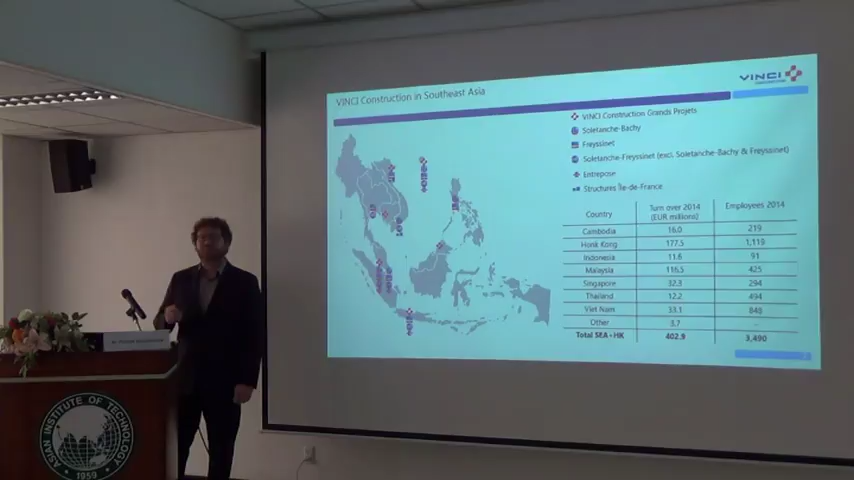 VINCI Construction in Southeast Asia
VINCI
VINCI Construction Grands Projets
Soletanche-Bachy
Freyssinet
Soletanche-Freyssinet (excl. Soletanche-Bachy & Freyssinet)
Entrepose
Structures Île-de-France
Country Turn over 2014 (EUR millions) Employees 2014
Cambodia 16.0 219
Honk Kong 177.5 1,119
Indonesia 11.6 91
Malaysia 116.5 425
Singapore 32.3 294
Thailand 12.2 494
Viet Nam 33.1 848
Other 3.7 -
Total SEA+HK 402.9 3,490
ASIAN INSTITUTE OF TECHNOLOGY
1959